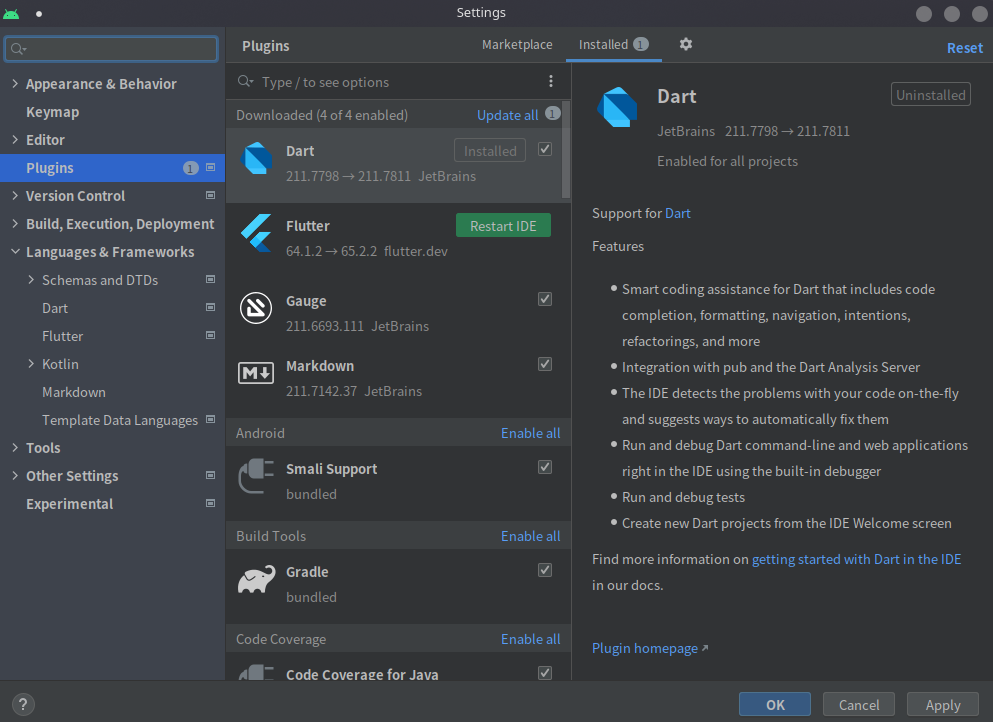 Settings
Plugins
Marketplace
Installed 1
Reset
Appearance & Behavior
Keymap
Editor
Plugins 1
Version Control
Build, Execution, Deployment
Languages & Frameworks
Schemas and DTDs
Dart
Flutter
Kotlin
Markdown
Template Data Languages
Tools
Other Settings
Experimental
Type / to see options
Downloaded (4 of 4 enabled)
Update all 1
Dart
Installed
211.7798 → 211.7811 JetBrains
Flutter
Restart IDE
64.1.2 → 65.2.2 flutter.dev
Gauge
211.6693.111 JetBrains
M
Markdown
211.7142.37 JetBrains
Android
Enable all
Smali Support
bundled
Build Tools
Enable all
Gradle
bundled
Code Coverage
Enable all
Code Coverage for Java
Dart
Uninstalled
JetBrains 211.7798 → 211.7811
Enabled for all projects
Support for Dart
Features
• Smart coding assistance for Dart that includes code
completion, formatting, navigation, intentions,
refactorings, and more
• Integration with pub and the Dart Analysis Server
• The IDE detects the problems with your code on-the-fly
and suggests ways to automatically fix them
• Run and debug Dart command-line and web applications
right in the IDE using the built-in debugger
• Run and debug tests
• Create new Dart projects from the IDE Welcome screen
Find more information on getting started with Dart in the IDE
in our docs.
Plugin homepage ↗
?
OK
Cancel
Apply